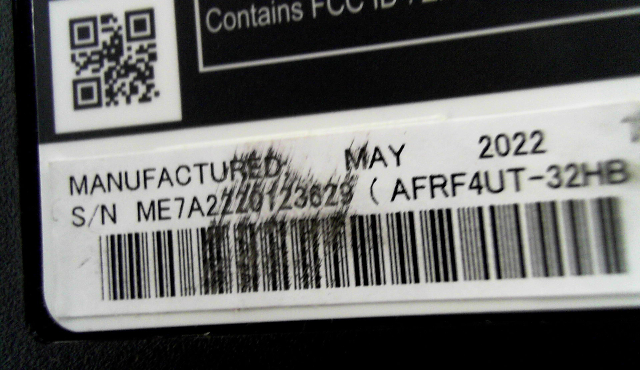 Contains FCC ID
MANUFACTURED MAY 2022
S/N ME7A2220123629 (AFRF4UT-32HB